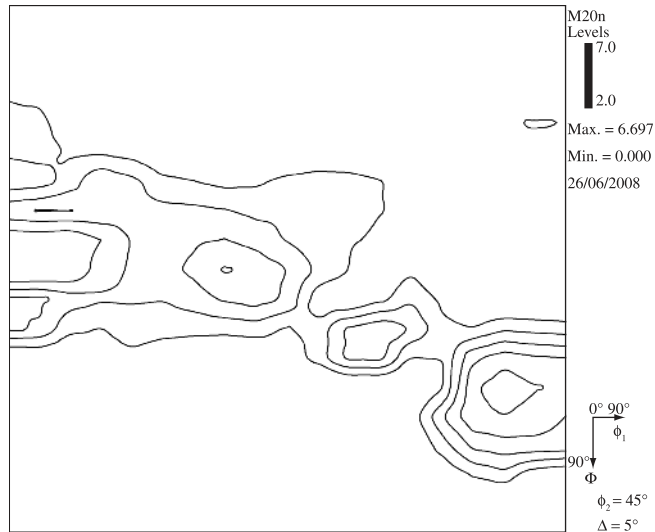 M20n
Levels
7.0
2.0
Max. = 6.697
Min. = 0.000
26/06/2008
0° 90°
ϕ₁
90°
Φ
ϕ₂ = 45°
Δ = 5°